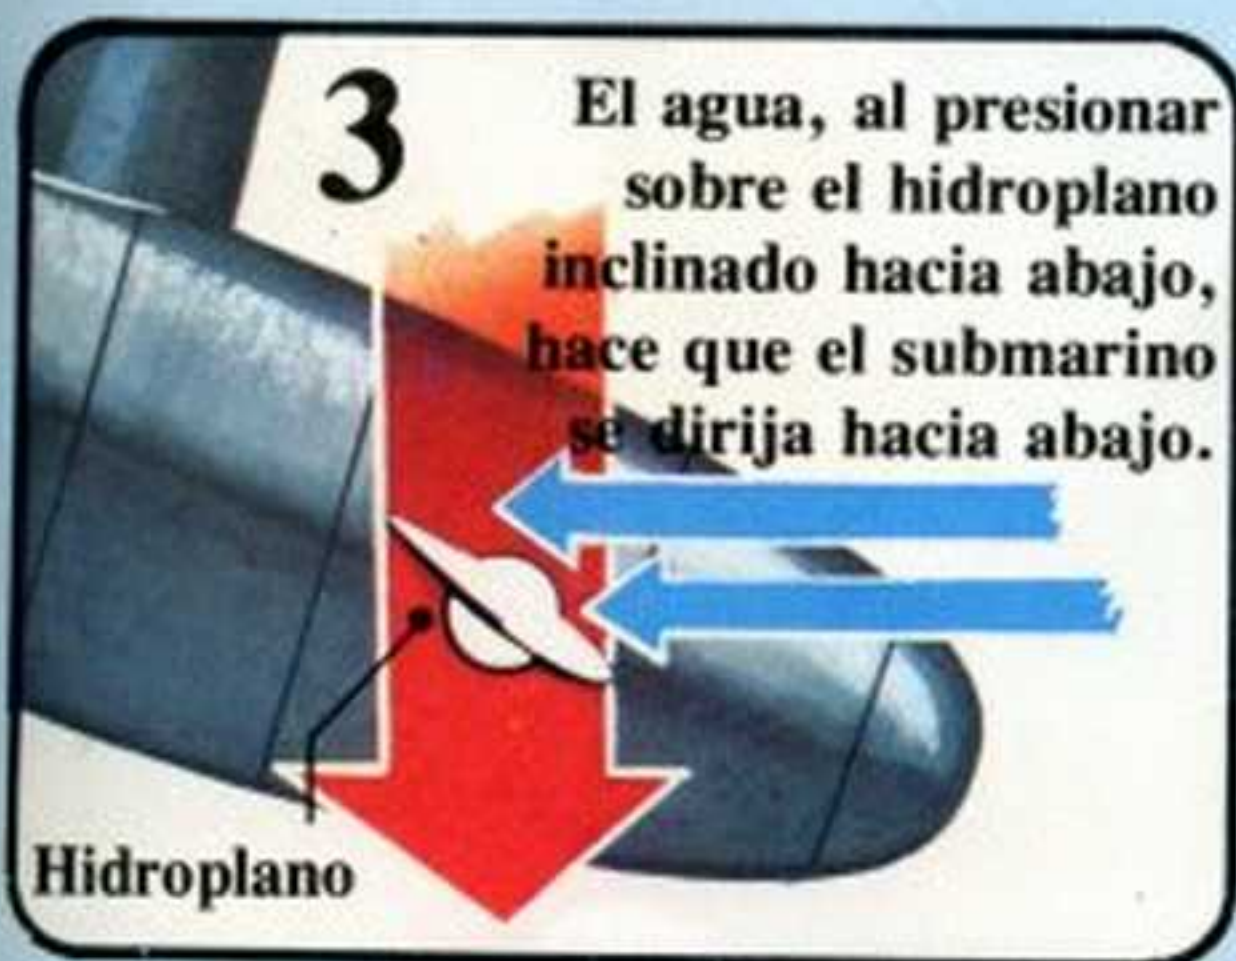 3
El agua, al presionar
sobre el hidroplano
inclinado hacia abajo,
hace que el submarino
se dirija hacia abajo.
Hidroplano